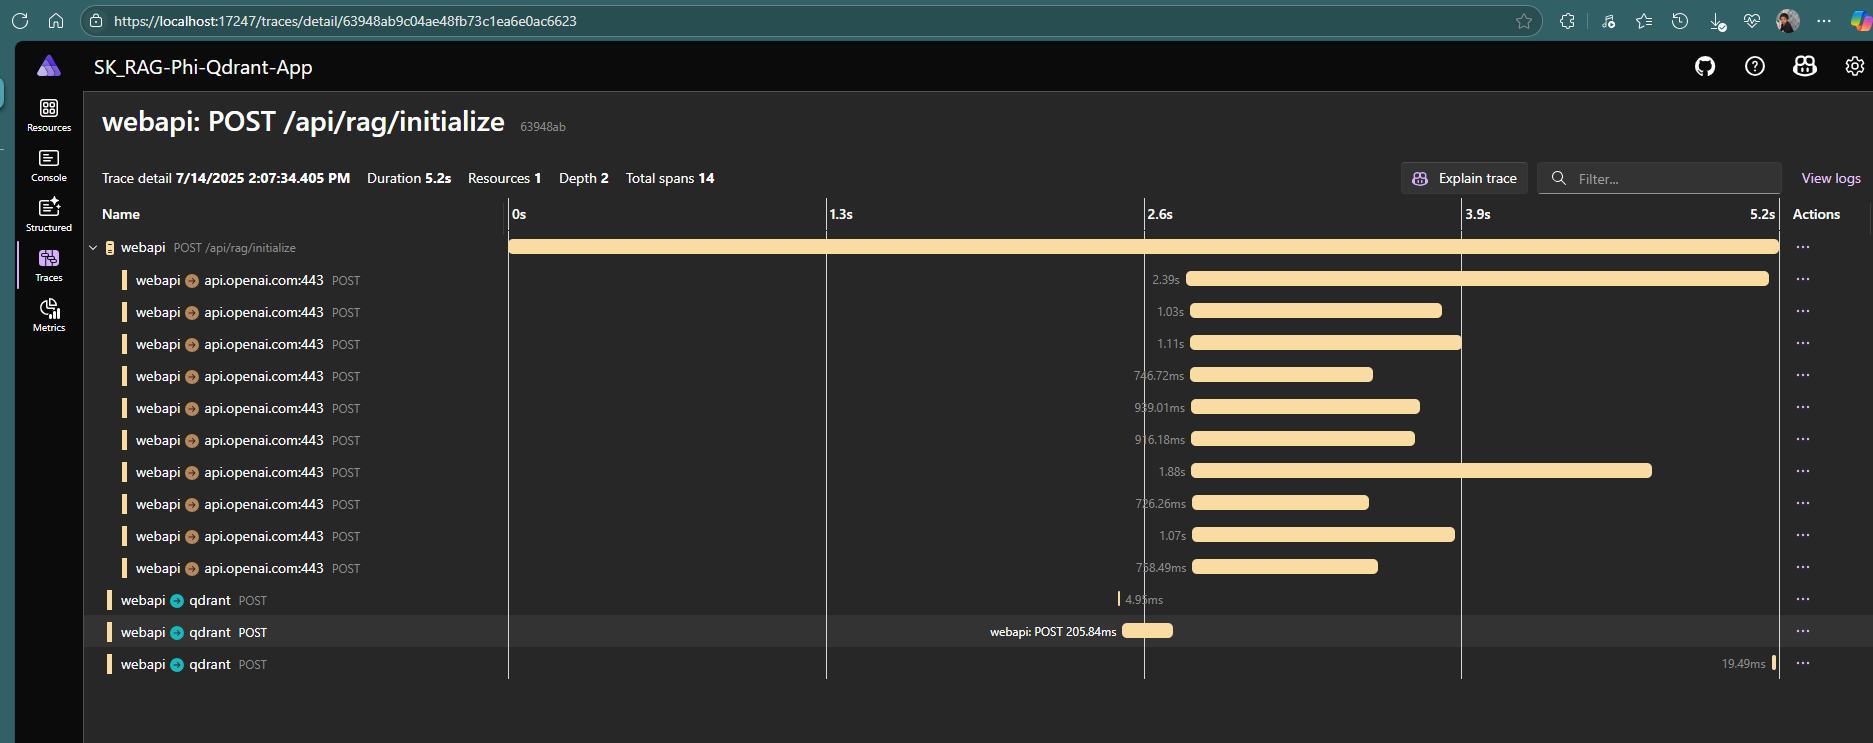 https://localhost:17247/traces/detail/63948ab9c04ae48fb73c1ea6e0ac6623
SK_RAG-Phi-Qdrant-App
Resources
Console
Structured
Traces
Metrics
webapi: POST /api/rag/initialize 63948ab
Trace detail 7/14/2025 2:07:34.405 PM Duration 5.2s Resources 1 Depth 2 Total spans 14 Explain trace Filter... View logs
Name 0s 1.3s 2.6s 3.9s 5.2s Actions
webapi POST /api/rag/initialize
webapi api.openai.com:443 POST 2.39s
webapi api.openai.com:443 POST 1.03s
webapi api.openai.com:443 POST 1.11s
webapi api.openai.com:443 POST 746.72ms
webapi api.openai.com:443 POST 939.01ms
webapi api.openai.com:443 POST 916.18ms
webapi api.openai.com:443 POST 1.88s
webapi api.openai.com:443 POST 726.26ms
webapi api.openai.com:443 POST 1.07s
webapi api.openai.com:443 POST 758.49ms
webapi qdrant POST 4.95ms
webapi qdrant POST webapi: POST 205.84ms
webapi qdrant POST 19.49ms